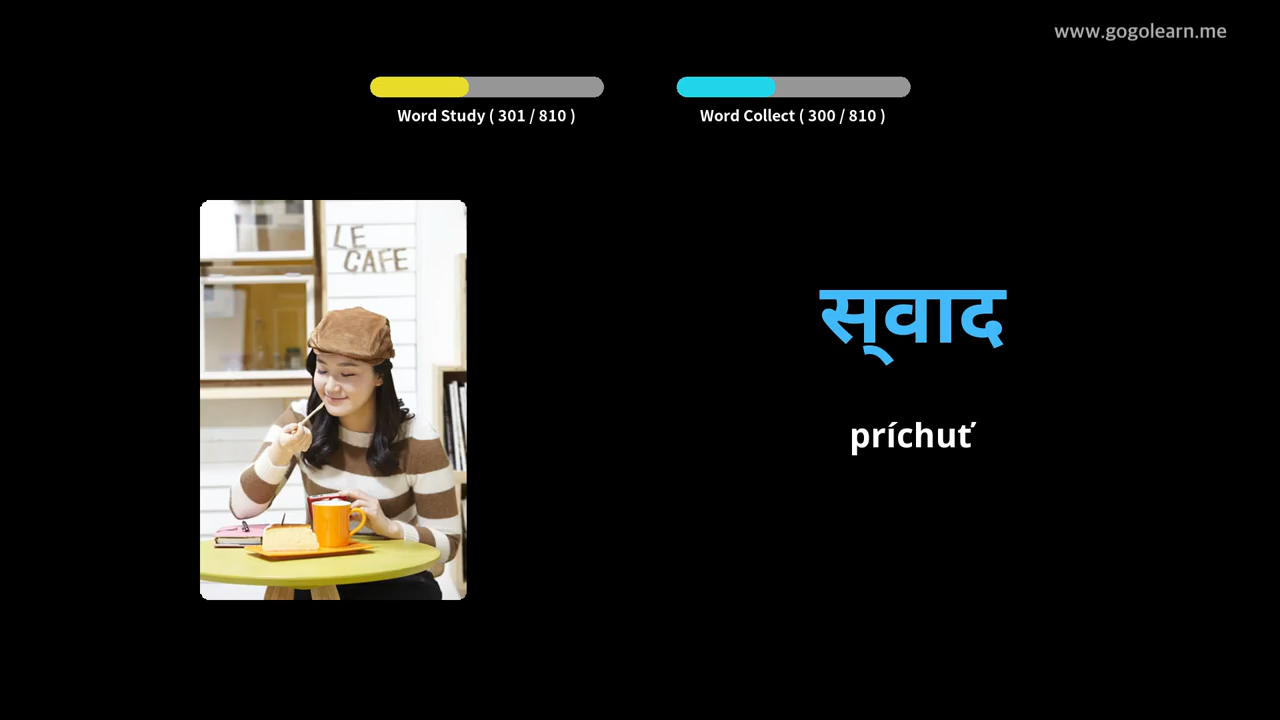 www.gogolearn.me
Word Study ( 301 / 810 )
Word Collect ( 300 / 810 )
LE
CAFE
स्‌वाद
príchuť